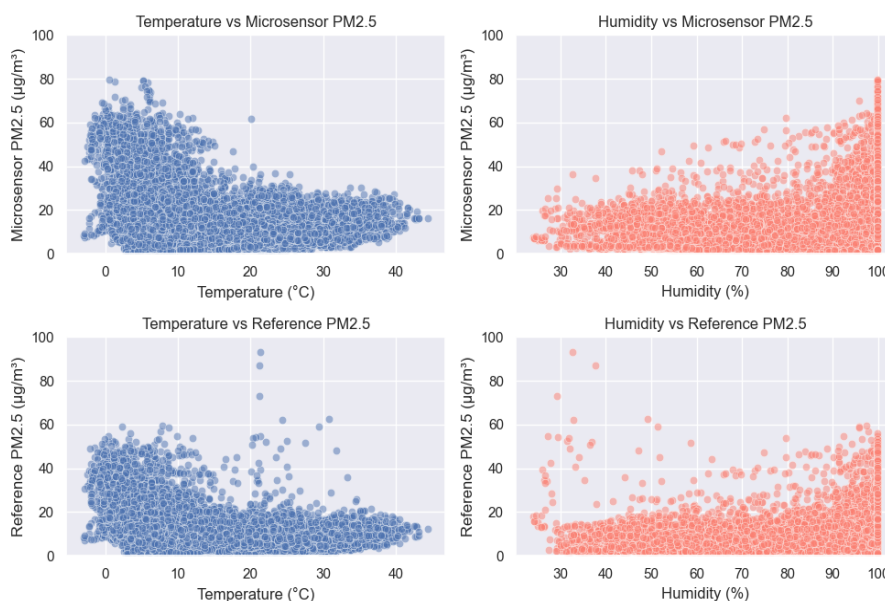 Temperature vs Microsensor PM2.5
Microsensor PM2.5 (µg/m³)
100
80
60
40
20
0
0 10 20 30 40
Temperature (°C)
Humidity vs Microsensor PM2.5
Microsensor PM2.5 (µg/m³)
100
80
60
40
20
0
30 40 50 60 70 80 90 100
Humidity (%)
Temperature vs Reference PM2.5
Reference PM2.5 (µg/m³)
100
80
60
40
20
0
0 10 20 30 40
Temperature (°C)
Humidity vs Reference PM2.5
Reference PM2.5 (µg/m³)
100
80
60
40
20
0
30 40 50 60 70 80 90 100
Humidity (%)